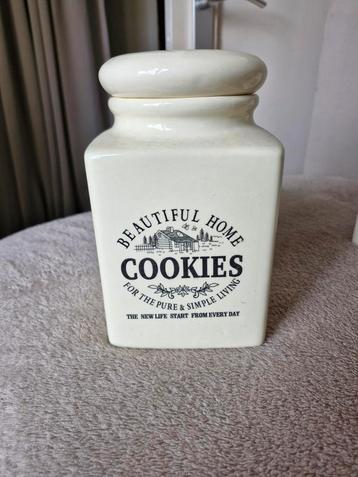 BEAUTIFUL HOME
COOKIES
FOR THE PURE & SIMPLE LIVING
THE NEW LIFE START FROM EVERY DAY